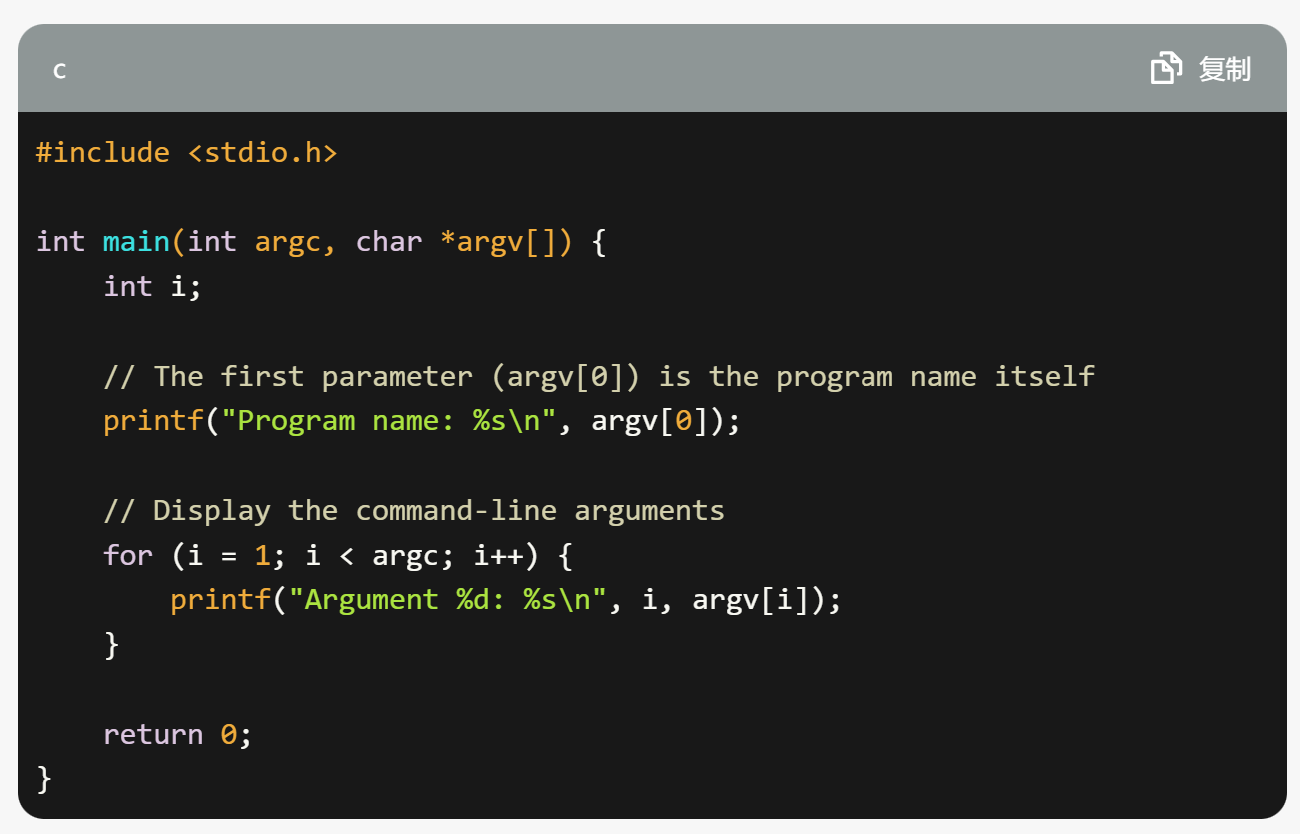 c
复制
#include <stdio.h>
int main(int argc, char *argv[]) {
    int i;
    // The first parameter (argv[0]) is the program name itself
    printf("Program name: %s\n", argv[0]);
    // Display the command-line arguments
    for (i = 1; i < argc; i++) {
        printf("Argument %d: %s\n", i, argv[i]);
    }
    return 0;
}